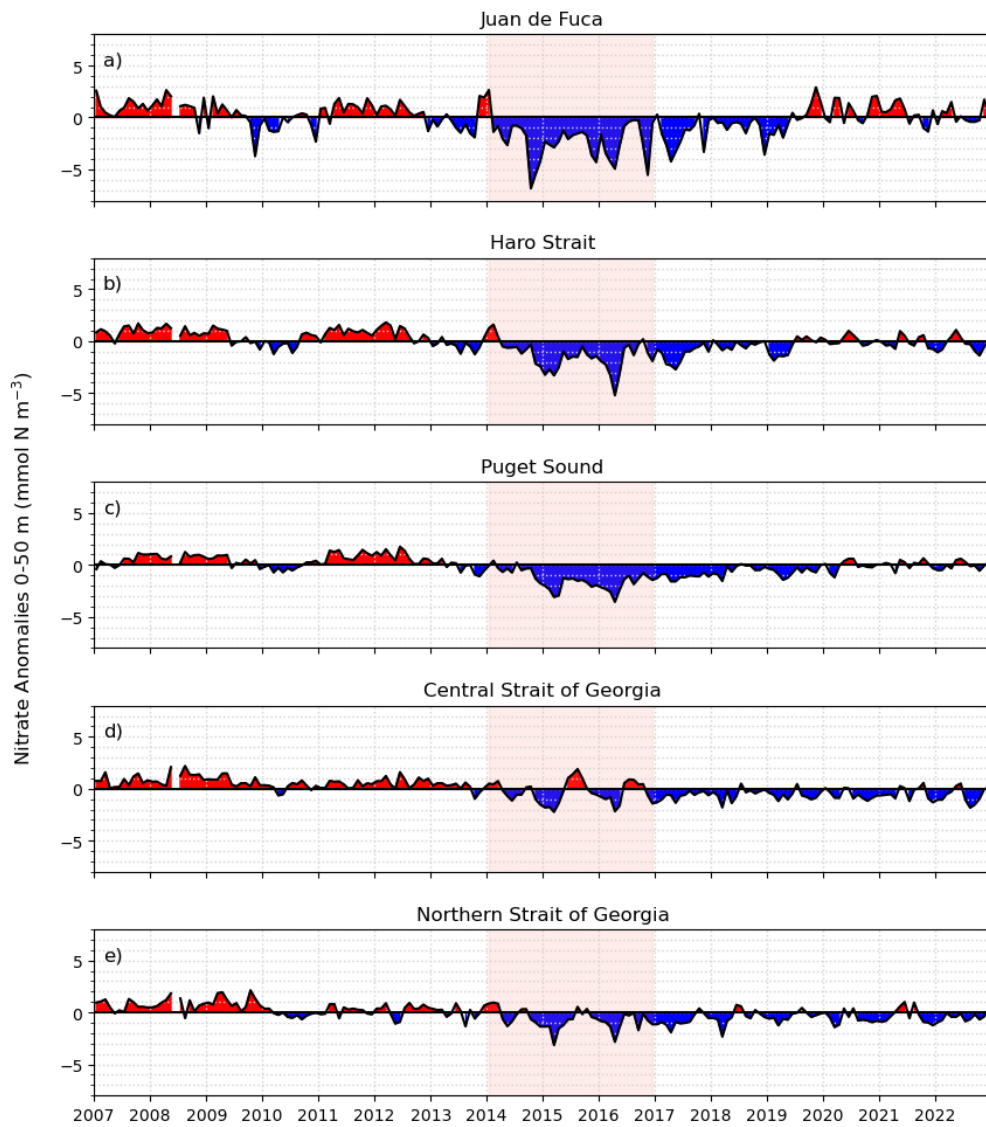 Juan de Fuca
a)
5
0
−5
Haro Strait
b)
5
0
−5
Puget Sound
c)
5
0
−5
Central Strait of Georgia
d)
5
0
−5
Northern Strait of Georgia
e)
5
0
−5
2007 2008 2009 2010 2011 2012 2013 2014 2015 2016 2017 2018 2019 2020 2021 2022
Nitrate Anomalies 0-50 m (mmol N m⁻³)